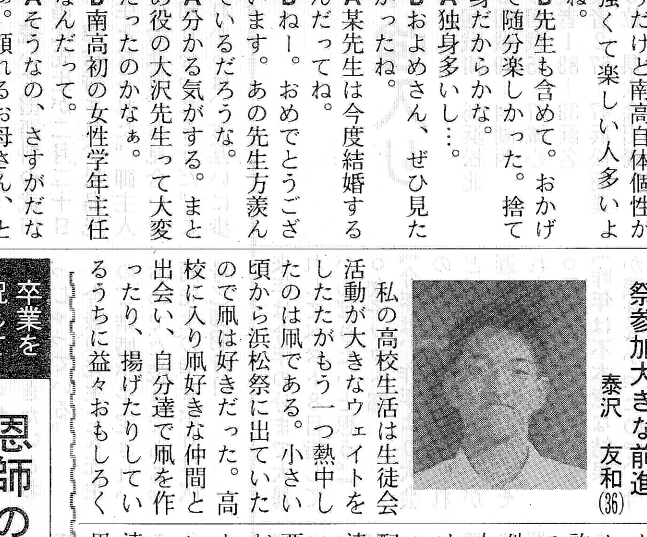 うだけど南高自体個性が
強くて楽しい人多いよ
ね。
B先生も含めて。おかげ
で随分楽しかった。捨て
身だからかな。
A独身多いし…。
Bおよめさん、ぜひ見た
かったね。
A某先生は今度結婚する
んだってね。
Bねー。おめでとうござ
います。あの先生方羨ん
でいるだろうな。
A分かる気がする。まと
め役の大沢先生って大変
だったのかなぁ。
B南高初の女性学年主任
なんだって。
Aそうなの、さすがだな
あ。頼れるお母さん、と
祭参加大きな前進
泰沢 友和(36)
私の高校生活は生徒会
活動が大きなウェイトを
したたがもう一つ熱中し
たのは凧である。小さい
頃から浜松祭に出ていた
ので凧は好きだった。高
校に入り凧好きな仲間と
出会い、自分達で凧を作
ったり、揚げたりしてい
るうちに益々おもしろく
卒業を
祝して
恩師の